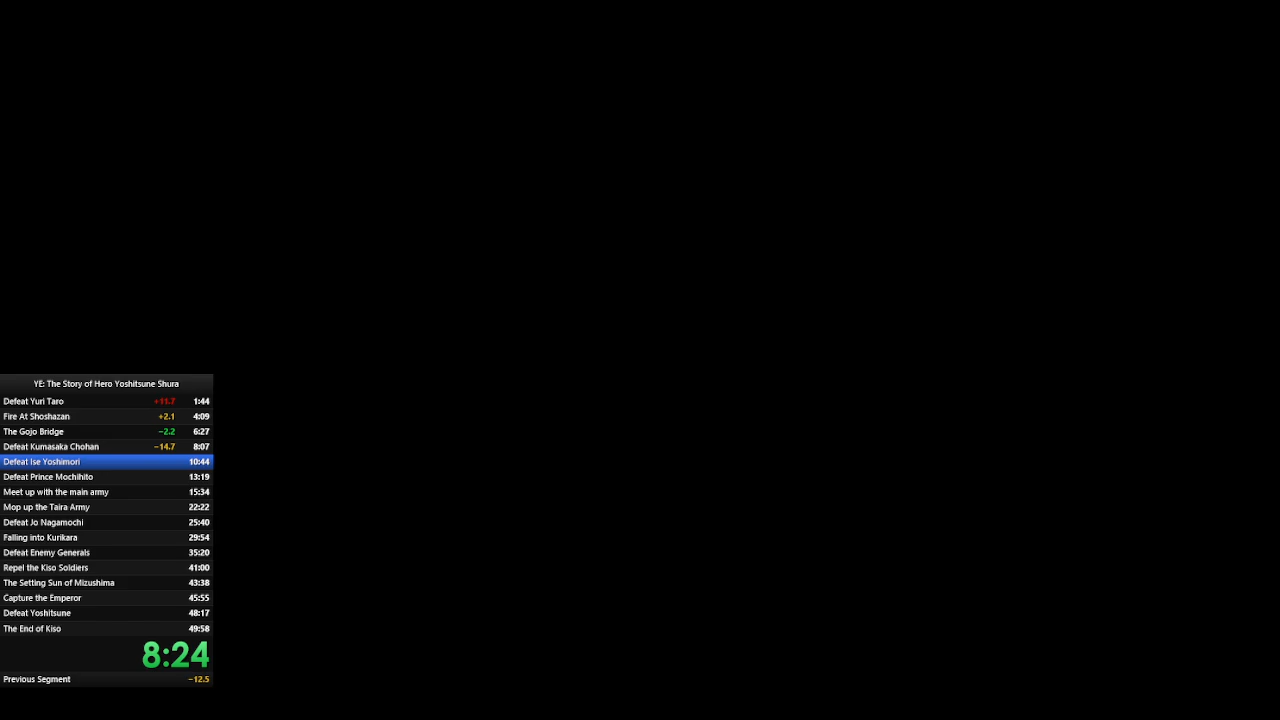 YE: The Story of Hero Yoshitsune Shura
Defeat Yuri Taro +11.7 1:44
Fire At Shoshazan +2.1 4:09
The Gojo Bridge −2.2 6:27
Defeat Kumasaka Chohan −14.7 8:07
Defeat Ise Yoshimori 10:44
Defeat Prince Mochihito 13:19
Meet up with the main army 15:34
Mop up the Taira Army 22:22
Defeat Jo Nagamochi 25:40
Falling into Kurikara 29:54
Defeat Enemy Generals 35:20
Repel the Kiso Soldiers 41:00
The Setting Sun of Mizushima 43:38
Capture the Emperor 45:55
Defeat Yoshitsune 48:17
The End of Kiso 49:58
8:24
Previous Segment −12.5